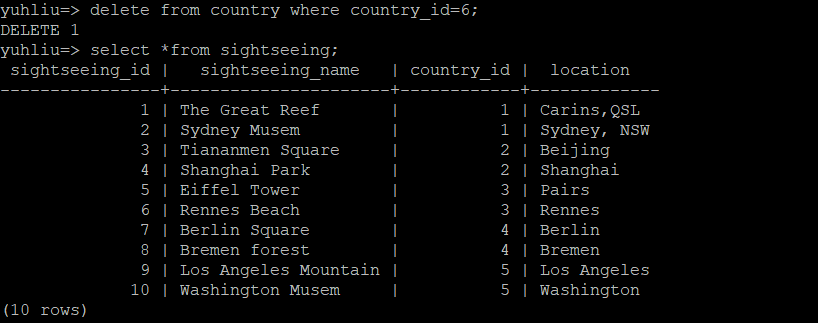 yuhliu=> delete from country where country_id=6;
DELETE 1
yuhliu=> select *from sightseeing;
 sightseeing_id |   sightseeing_name   | country_id |  location
----------------+----------------------+------------+-------------
              1 | The Great Reef       |          1 | Carins,QSL
              2 | Sydney Musem         |          1 | Sydney, NSW
              3 | Tiananmen Square     |          2 | Beijing
              4 | Shanghai Park        |          2 | Shanghai
              5 | Eiffel Tower         |          3 | Pairs
              6 | Rennes Beach         |          3 | Rennes
              7 | Berlin Square        |          4 | Berlin
              8 | Bremen forest        |          4 | Bremen
              9 | Los Angeles Mountain |          5 | Los Angeles
             10 | Washington Musem     |          5 | Washington
(10 rows)